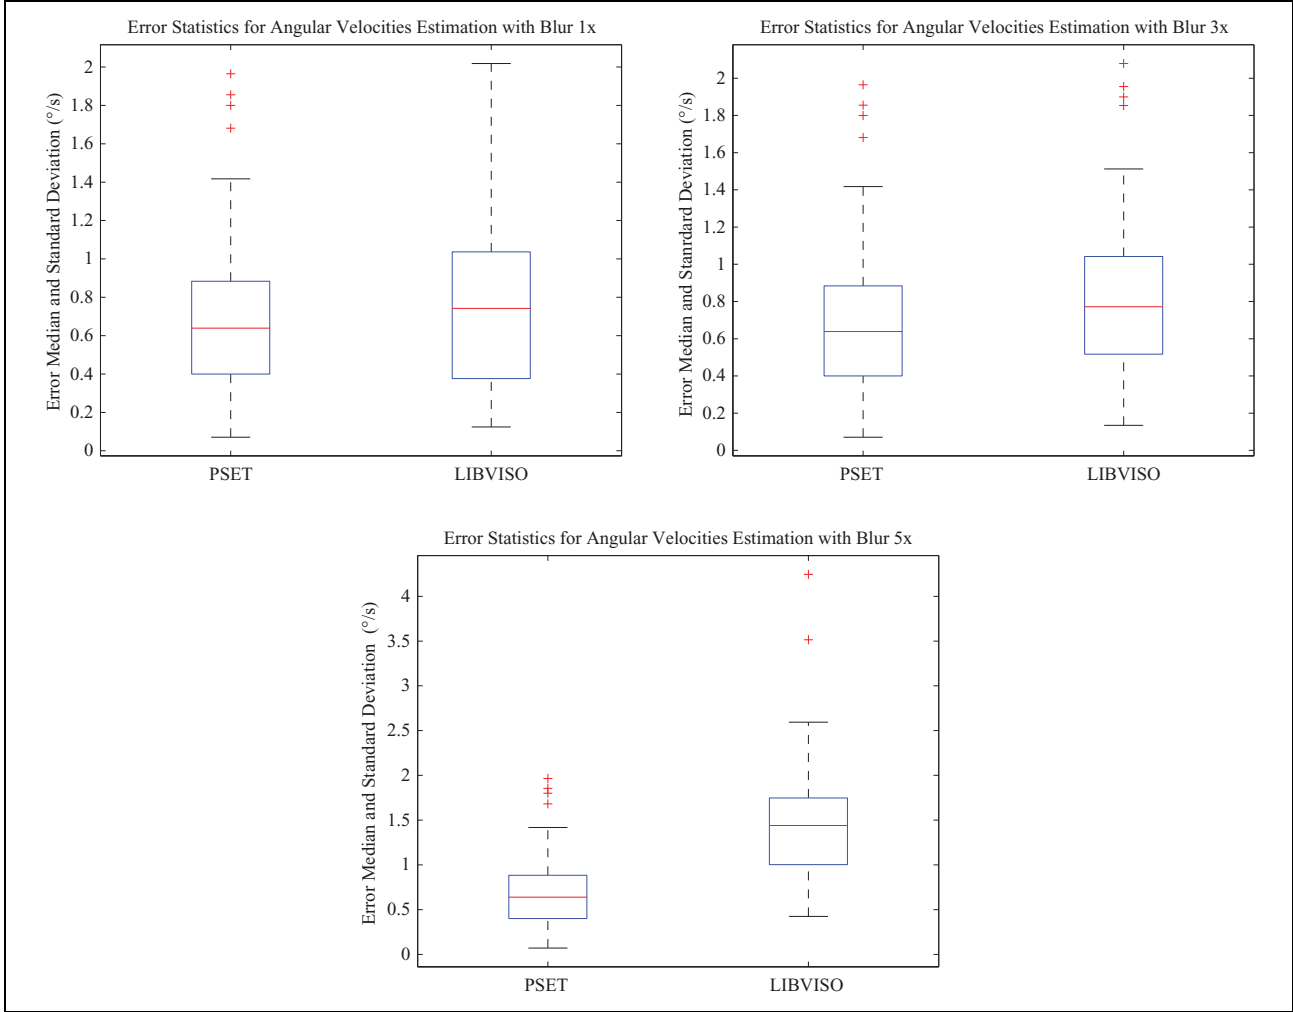 Error Statistics for Angular Velocities Estimation with Blur 1x
Error Median and Standard Deviation (°/s)
2
1.8
1.6
1.4
1.2
1
0.8
0.6
0.4
0.2
0
PSET
LIBVISO
Error Statistics for Angular Velocities Estimation with Blur 3x
Error Median and Stanrdard Deviation (°/s)
2
1.8
1.6
1.4
1.2
1
0.8
0.6
0.4
0.2
0
PSET
LIBVISO
Error Statistics for Angular Velocities Estimation with Blur 5x
Error Median and Standard Deviation (°/s)
4
3.5
3
2.5
2
1.5
1
0.5
0
PSET
LIBVISO